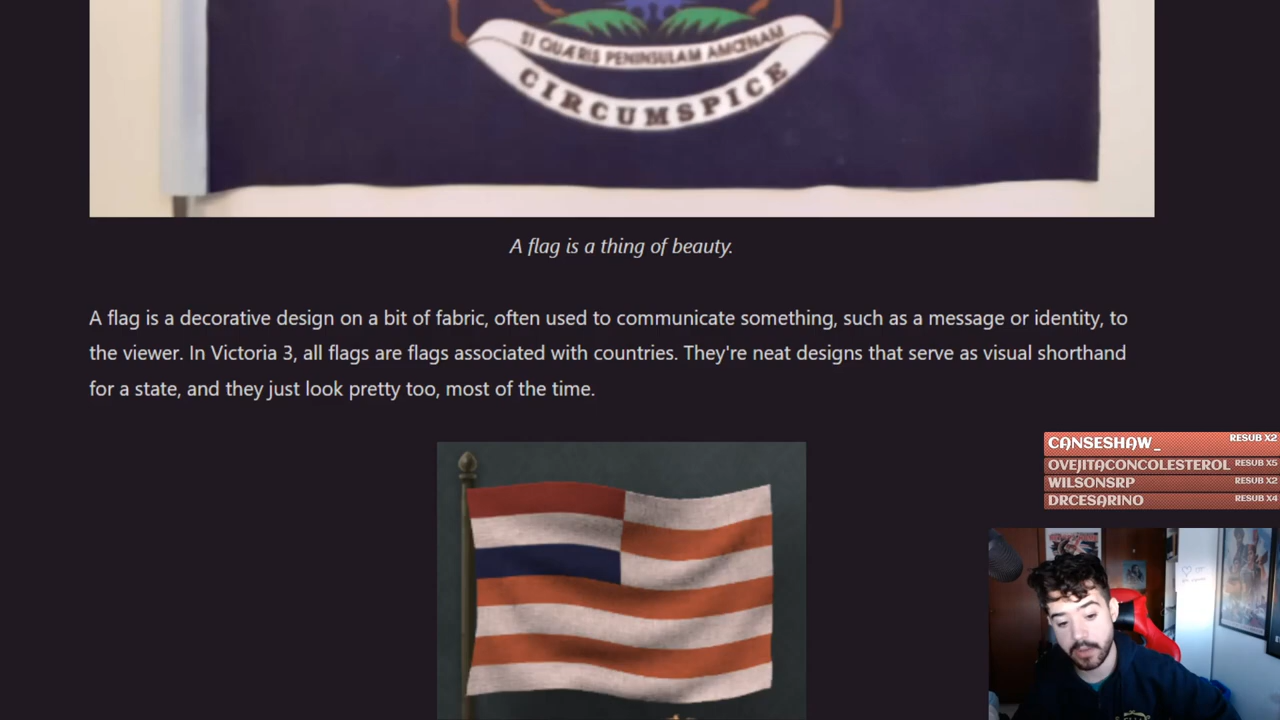 SI QUÆRIS PENINSULAM AMŒNAM
CIRCUMSPICE
A flag is a thing of beauty.
A flag is a decorative design on a bit of fabric, often used to communicate something, such as a message or identity, to
the viewer. In Victoria 3, all flags are flags associated with countries. They're neat designs that serve as visual shorthand
for a state, and they just look pretty too, most of the time.
CANSESHAW_ RESUB X2
OVEJITACONCOLESTEROL RESUB X5
WILSONSRP RESUB X2
DRCESARINO RESUB X4